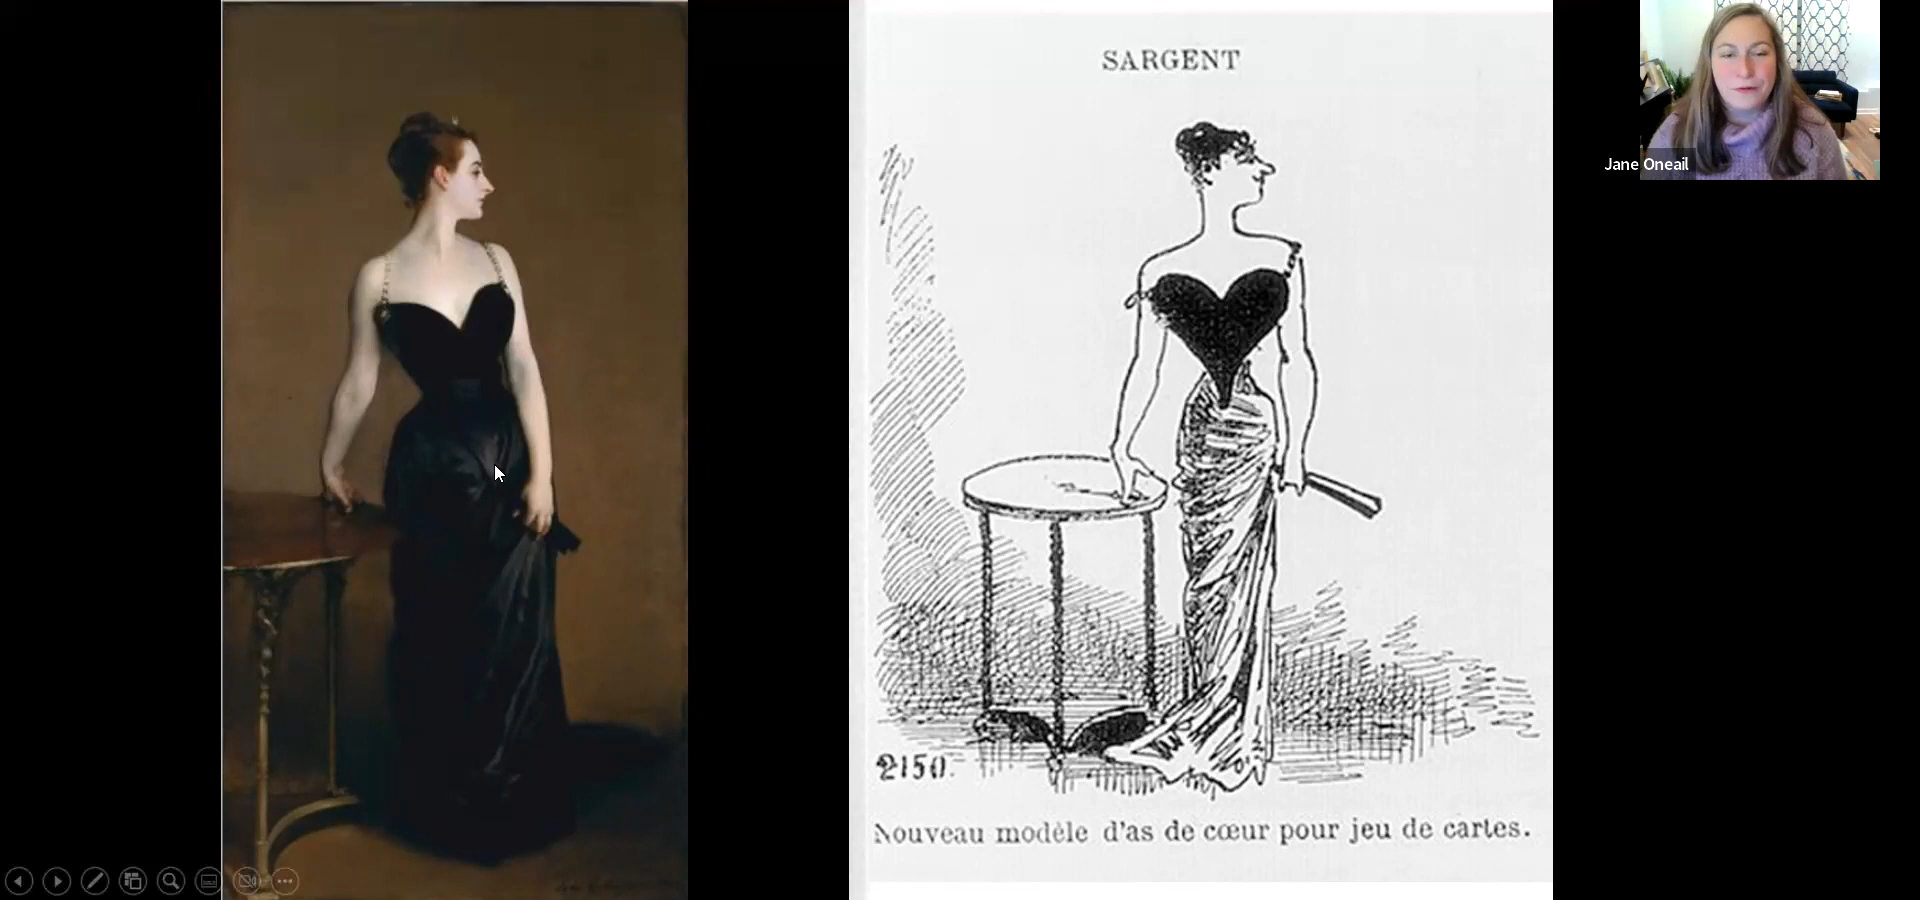 SARGENT
Jane Oneail
2150.
Nouveau modèle d'as de cœur pour jeu de cartes.